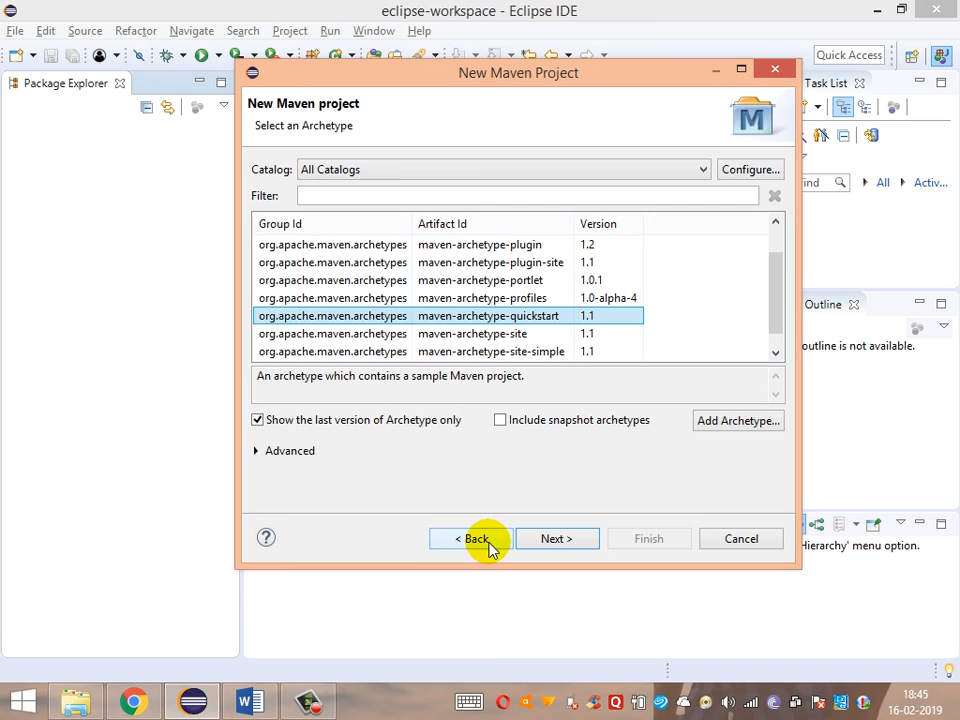 eclipse-workspace - Eclipse IDE
File Edit Source Refactor Navigate Search Project Run Window Help
Quick Access
Package Explorer
New Maven Project
Task List
New Maven project
Select an Archetype
M
Catalog: All Catalogs Configure...
Filter:
ind All Activ...
Group Id Artifact Id Version
org.apache.maven.archetypes maven-archetype-plugin 1.2
org.apache.maven.archetypes maven-archetype-plugin-site 1.1
org.apache.maven.archetypes maven-archetype-portlet 1.0.1
org.apache.maven.archetypes maven-archetype-profiles 1.0-alpha-4
org.apache.maven.archetypes maven-archetype-quickstart 1.1
org.apache.maven.archetypes maven-archetype-site 1.1
org.apache.maven.archetypes maven-archetype-site-simple 1.1
Outline
outline is not available.
An archetype which contains a sample Maven project.
Show the last version of Archetype only Include snapshot archetypes Add Archetype...
Advanced
< Back Next > Finish Cancel
Hierarchy' menu option.
18:45
16-02-2019